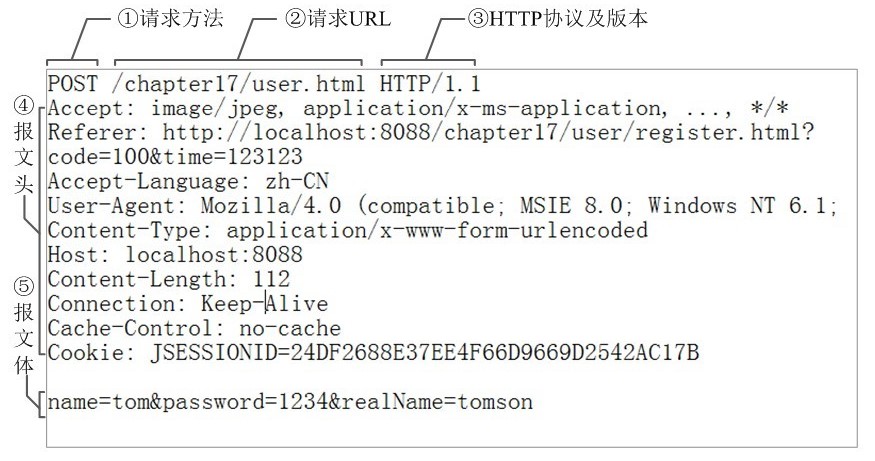 ①请求方法 ②请求URL ③HTTP协议及版本
POST /chapter17/user.html HTTP/1.1
④报文头
Accept: image/jpeg, application/x-ms-application, ..., */*
Referer: http://localhost:8088/chapter17/user/register.html?
code=100&time=123123
Accept-Language: zh-CN
User-Agent: Mozilla/4.0 (compatible; MSIE 8.0; Windows NT 6.1;
Content-Type: application/x-www-form-urlencoded
Host: localhost:8088
Content-Length: 112
Connection: Keep-Alive
Cache-Control: no-cache
Cookie: JSESSIONID=24DF2688E37EE4F66D9669D2542AC17B
⑤报文体
name=tom&password=1234&realName=tomson